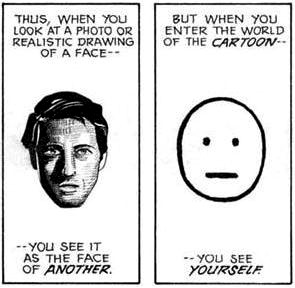 THUS, WHEN YOU
LOOK AT A PHOTO OR
REALISTIC DRAWING
OF A FACE--
--YOU SEE IT
AS THE FACE
OF ANOTHER.
BUT WHEN YOU
ENTER THE WORLD
OF THE CARTOON--
--YOU SEE
YOURSELF.